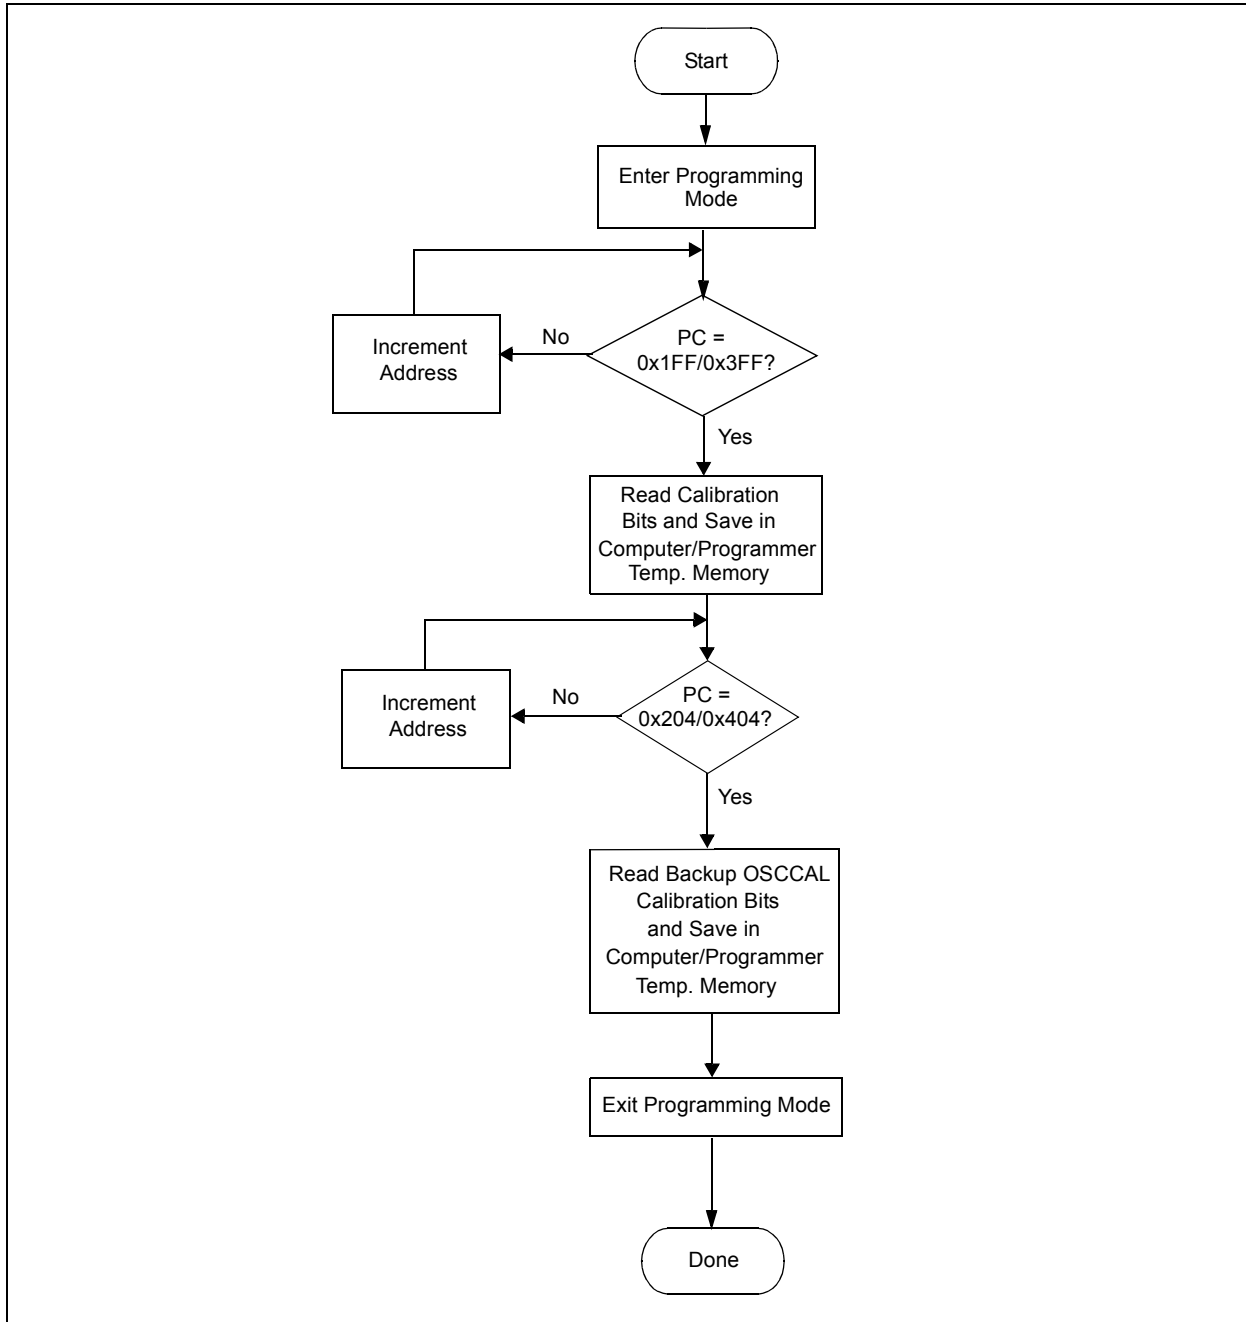 Start
Enter Programming
Mode
PC =
0x1FF/0x3FF?
No
Increment
Address
Yes
Read Calibration
Bits and Save in
Computer/Programmer
Temp. Memory
PC =
0x204/0x404?
No
Increment
Address
Yes
Read Backup OSCCAL
Calibration Bits
and Save in
Computer/Programmer
Temp. Memory
Exit Programming Mode
Done